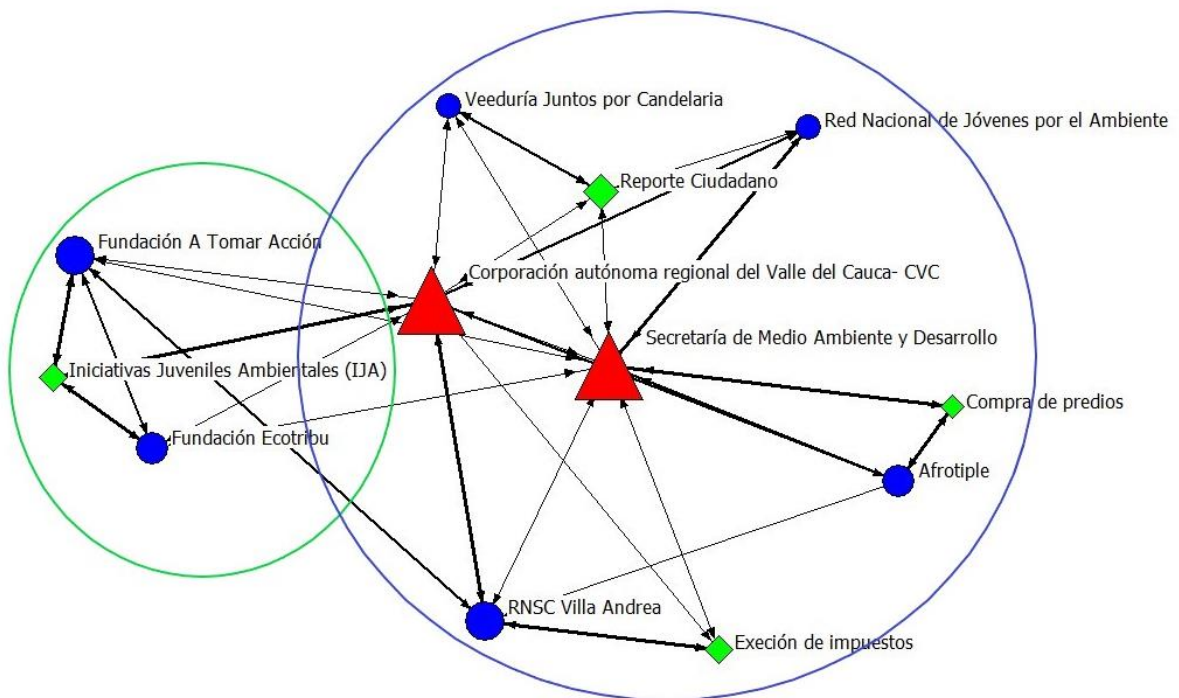 Veeduría Juntos por Candelaria
Red Nacional de Jóvenes por el Ambiente
Reporte Ciudadano
Fundación A Tomar Acción
Corporación autónoma regional del Valle del Cauca- CVC
Secretaría de Medio Ambiente y Desarrollo
Iniciativas Juveniles Ambientales (IJA)
Compra de predios
Fundación Ecotribu
Afrotiple
RNSC Villa Andrea
Execión de impuestos